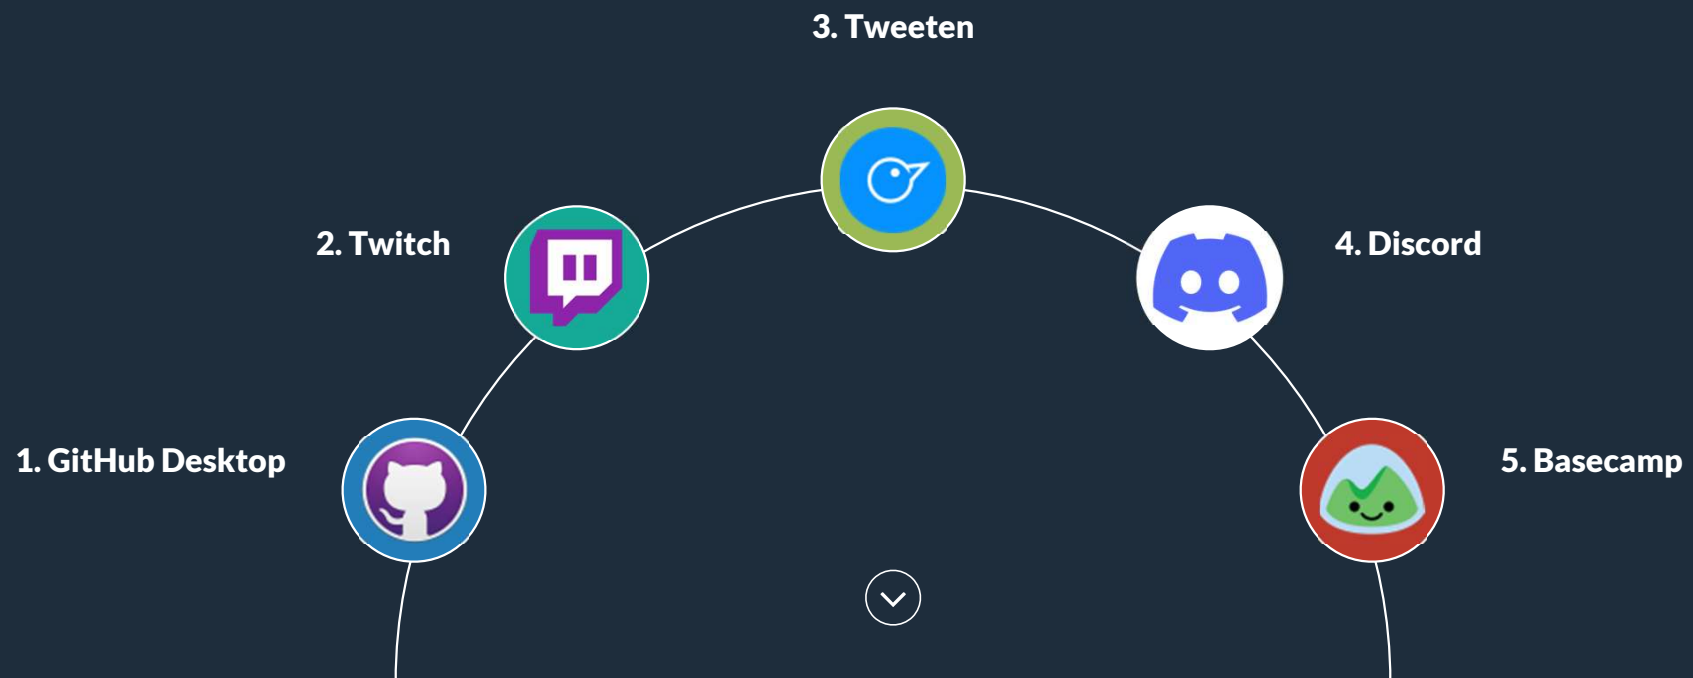 1. GitHub Desktop
2. Twitch
3. Tweeten
4. Discord
5. Basecamp